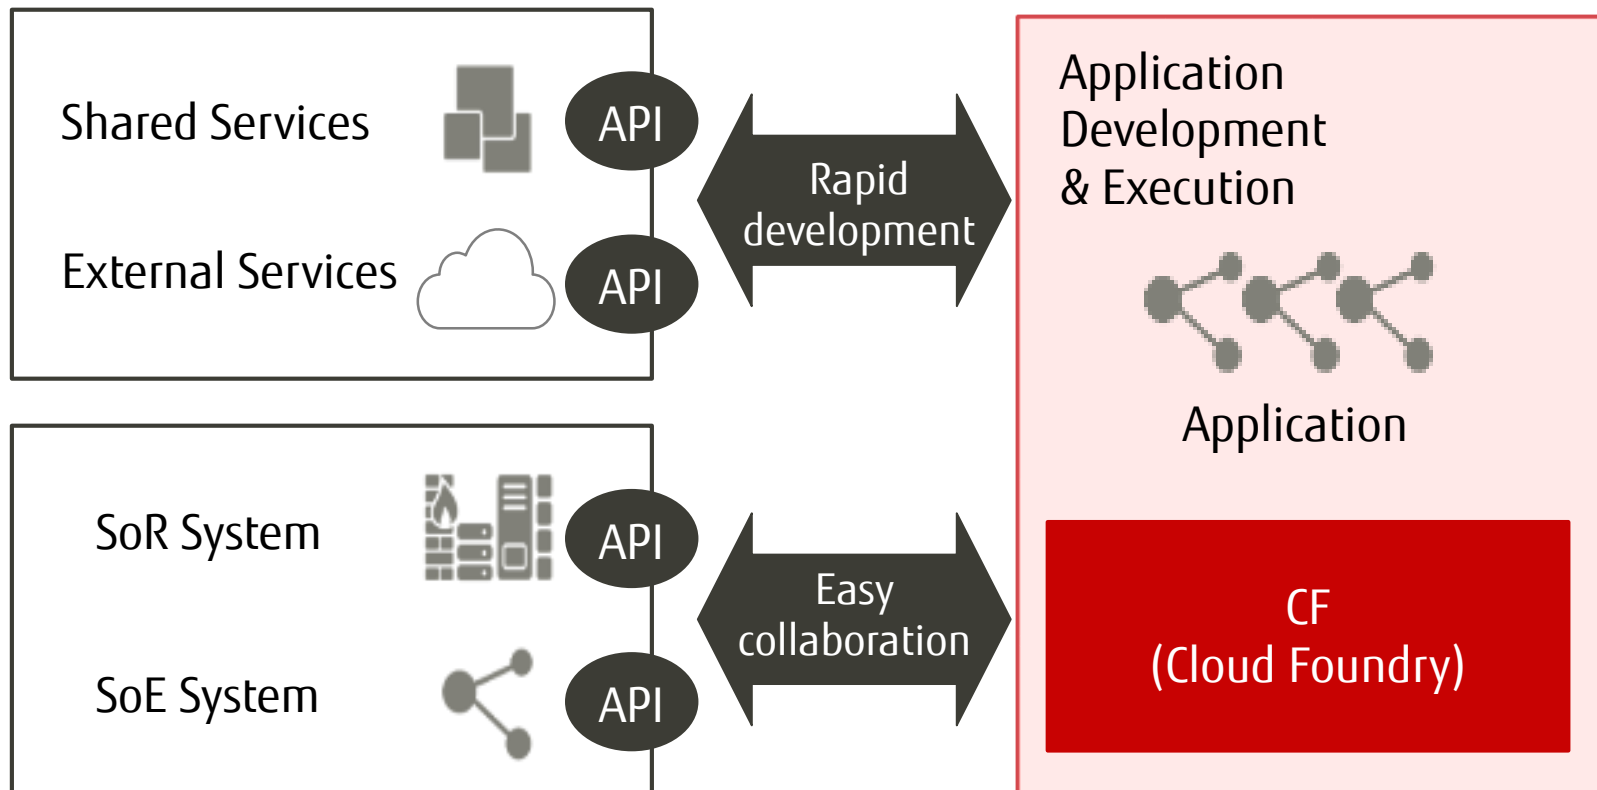 Shared Services
API
External Services
API
Rapid
development
SoR System
API
SoE System
API
Easy
collaboration
Application
Development
& Execution
Application
CF
(Cloud Foundry)